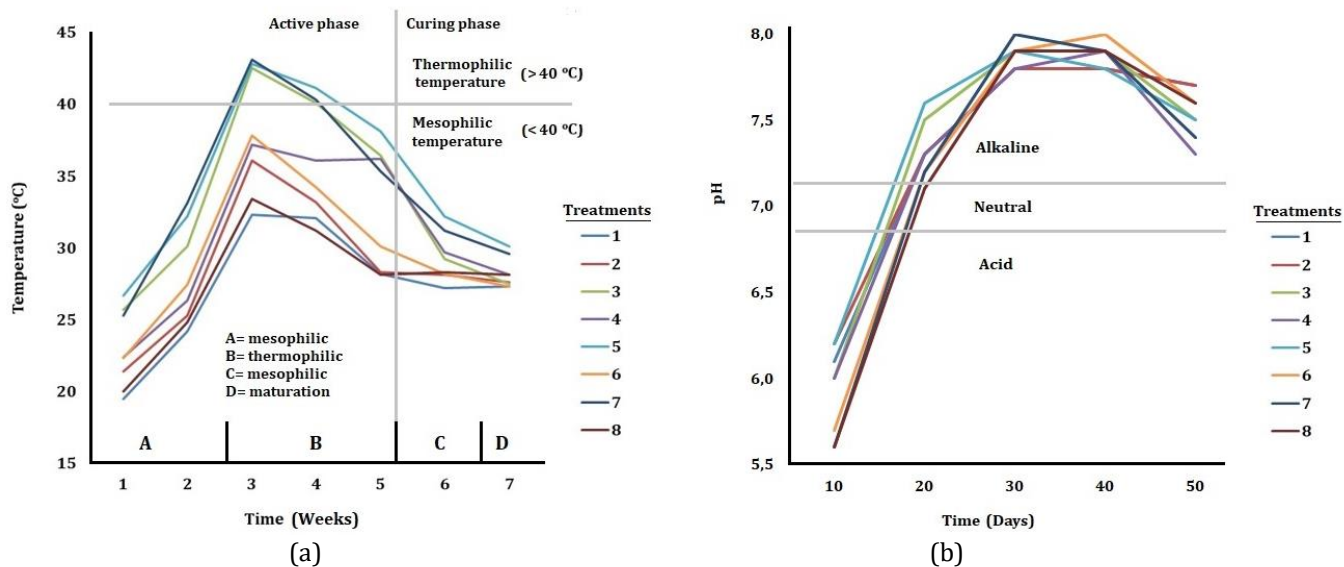 Active phase
Curing phase
Thermophilic
temperature
(>40 ºC)
Mesophilic
temperature
(<40 ºC)
Temperature (ºC)
45
40
35
30
25
20
15
A= mesophilic
B= thermophilic
C= mesophilic
D= maturation
A B C D
1 2 3 4 5 6 7
Time (Weeks)
Treatments
1
2
3
4
5
6
7
8
(a)
pH
8,0
7,5
7,0
6,5
6,0
5,5
Alkaline
Neutral
Acid
10 20 30 40 50
Time (Days)
Treatments
1
2
3
4
5
6
7
8
(b)